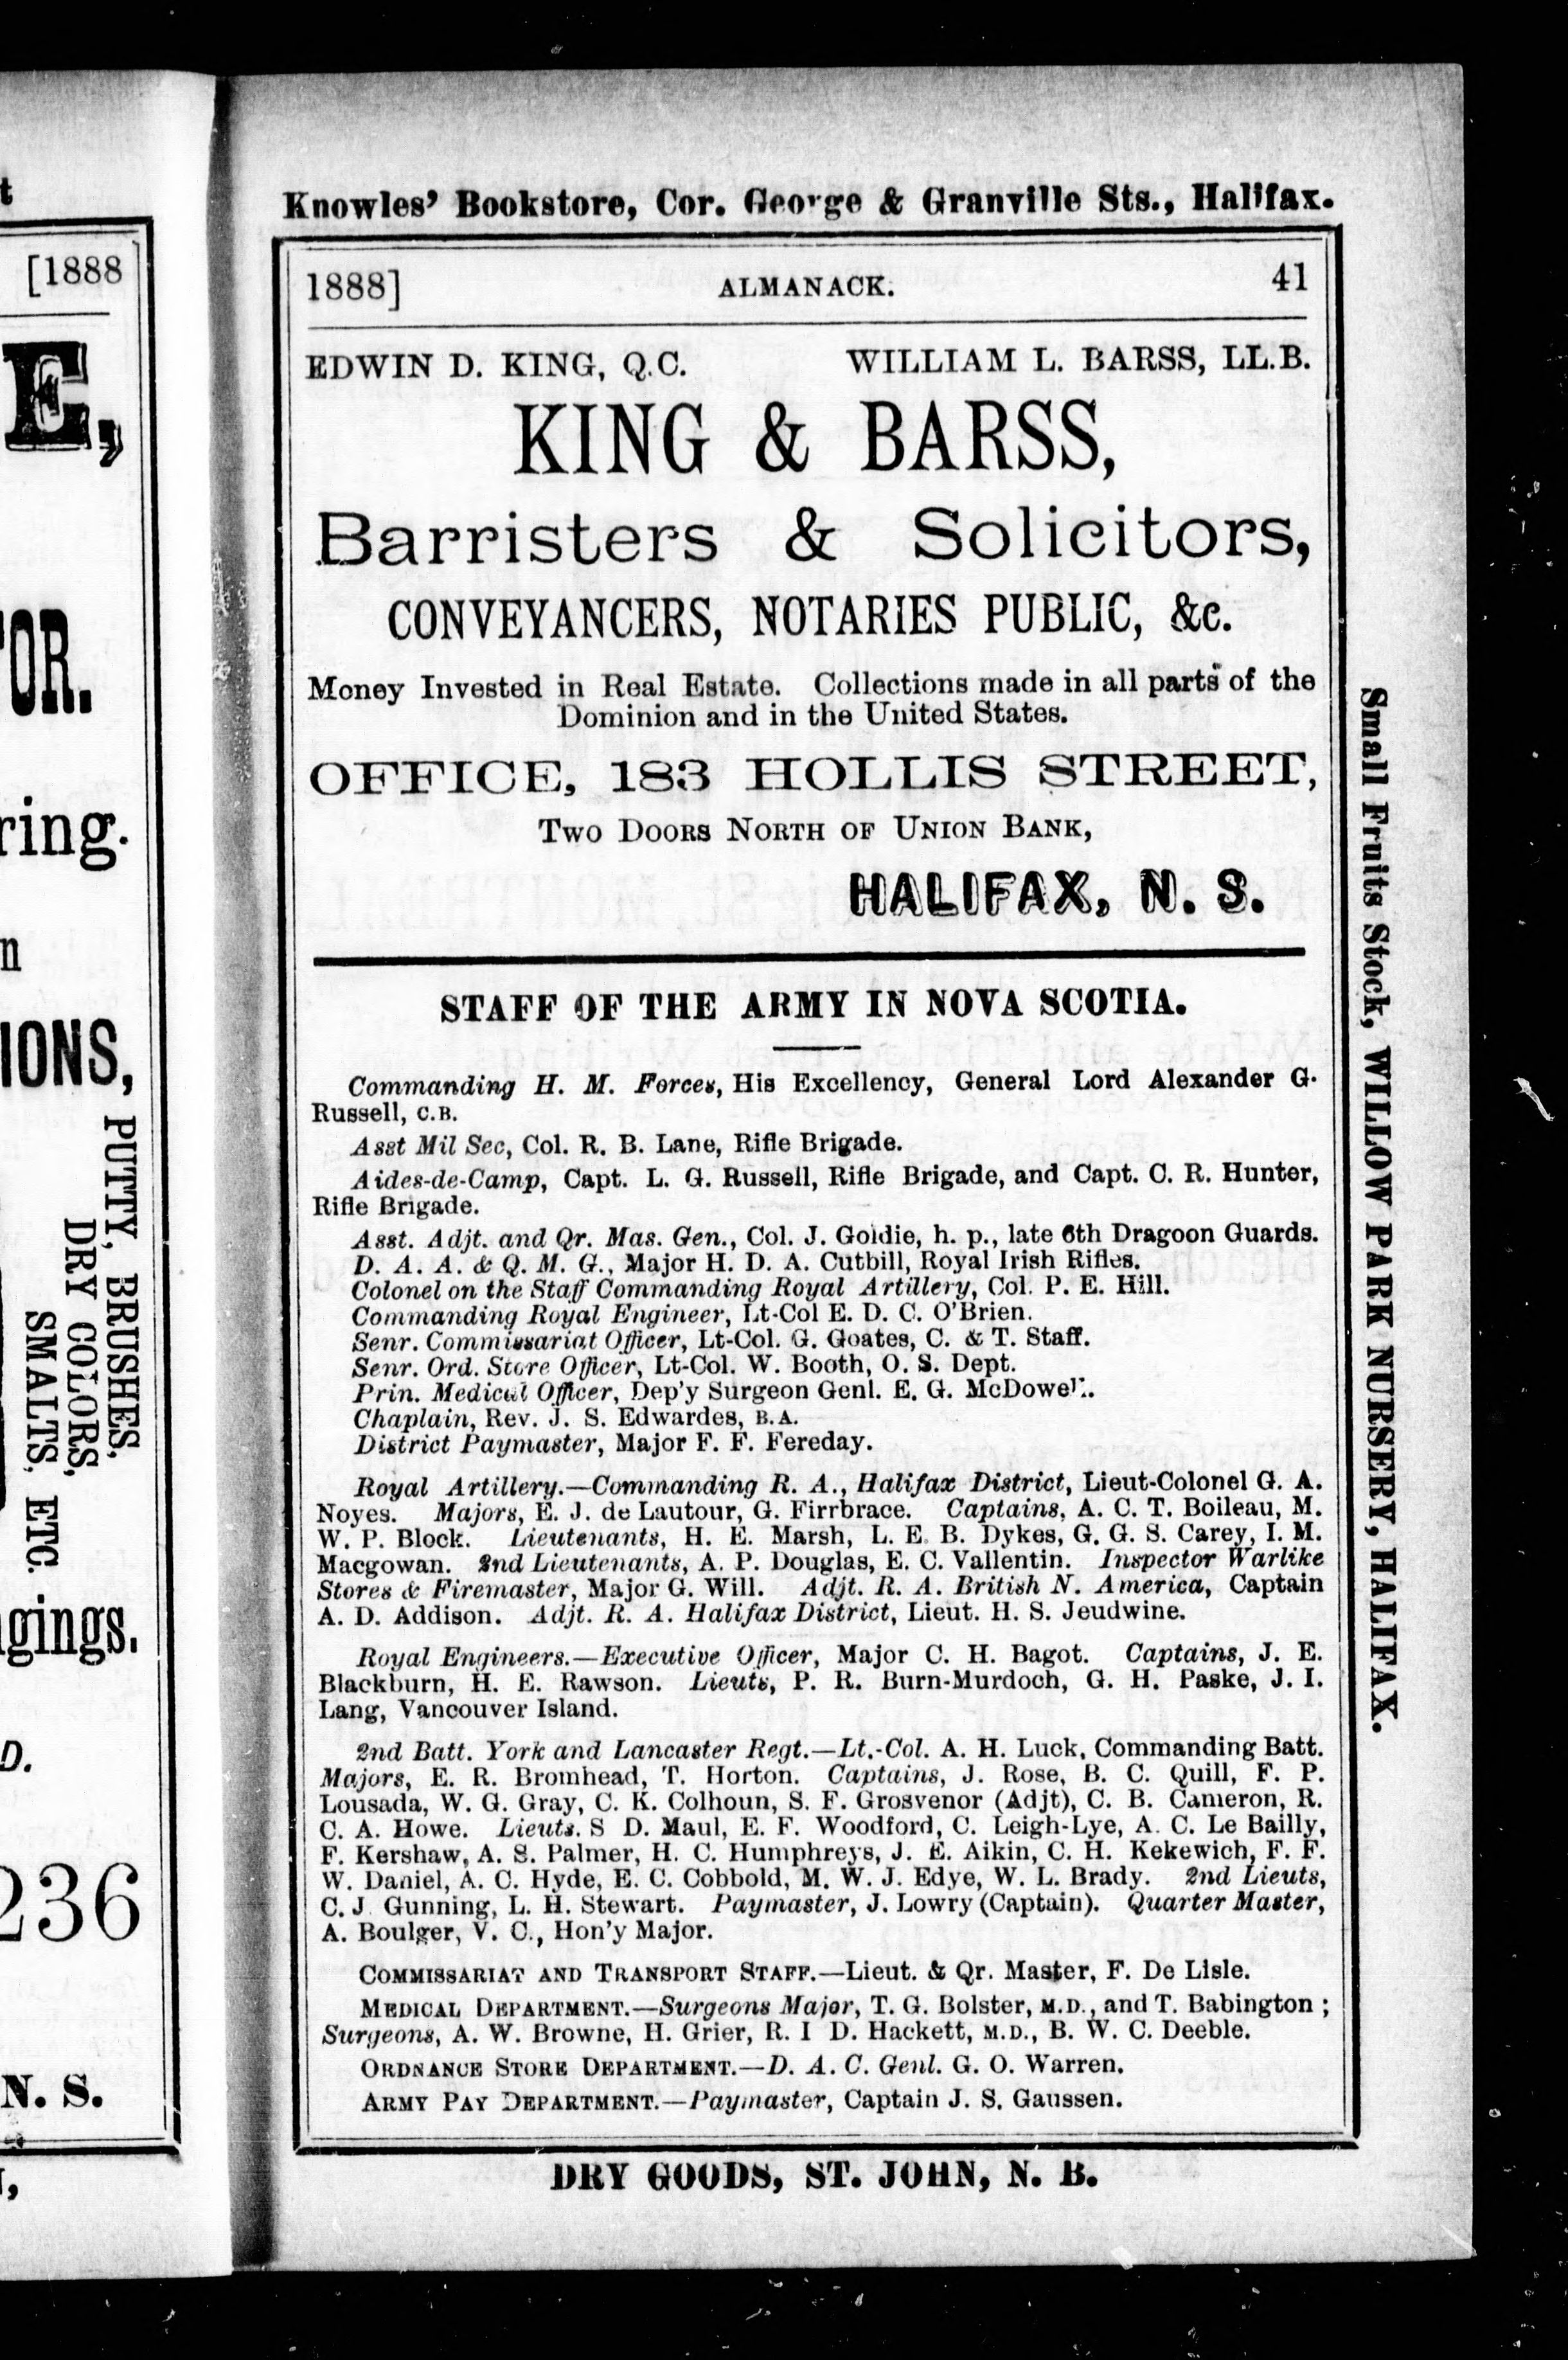 t
[1888
E,
OR.
ring.
n
IONS,
PUTTY, BRUSHES,
DRY COLORS,
SMALTS, ETC.
gings.
D.
236
N. S.
Knowles' Bookstore, Cor. George & Granville Sts., Halifax.
1888] ALMANACK. 41
EDWIN D. KING, Q.C. WILLIAM L. BARSS, LL.B.
KING & BARSS,
Barristers & Solicitors,
CONVEYANCERS, NOTARIES PUBLIC, &c.
Money Invested in Real Estate. Collections made in all parts of the
Dominion and in the United States.
OFFICE, 183 HOLLIS STREET,
TWO DOORS NORTH OF UNION BANK,
HALIFAX, N. S.
STAFF OF THE ARMY IN NOVA SCOTIA.
Commanding H. M. Forces, His Excellency, General Lord Alexander G.
Russell, C.B.
Asst Mil Sec, Col. R. B. Lane, Rifle Brigade.
Aides-de-Camp, Capt. L. G. Russell, Rifle Brigade, and Capt. C. R. Hunter,
Rifle Brigade.
Asst. Adjt. and Qr. Mas. Gen., Col. J. Goldie, h. p., late 6th Dragoon Guards.
D. A. A. & Q. M. G., Major H. D. A. Cutbill, Royal Irish Rifles.
Colonel on the Staff Commanding Royal Artillery, Col. P. E. Hill.
Commanding Royal Engineer, Lt-Col E. D. C. O'Brien.
Senr. Commissariat Officer, Lt-Col. G. Goates, C. & T. Staff.
Senr. Ord. Store Officer, Lt-Col. W. Booth, O. S. Dept.
Prin. Medical Officer, Dep'y Surgeon Genl. E. G. McDowell.
Chaplain, Rev. J. S. Edwardes, B.A.
District Paymaster, Major F. F. Fereday.
Royal Artillery.—Commanding R. A., Halifax District, Lieut-Colonel G. A.
Noyes. Majors, E. J. de Lautour, G. Firrbrace. Captains, A. C. T. Boileau, M.
W. P. Block. Lieutenants, H. E. Marsh, L. E. B. Dykes, G. G. S. Carey, I. M.
Macgowan. 2nd Lieutenants, A. P. Douglas, E. C. Vallentin. Inspector Warlike
Stores & Firemaster, Major G. Will. Adjt. R. A. British N. America, Captain
A. D. Addison. Adjt. R. A. Halifax District, Lieut. H. S. Jeudwine.
Royal Engineers.—Executive Officer, Major C. H. Bagot. Captains, J. E.
Blackburn, H. E. Rawson. Lieuts, P. R. Burn-Murdoch, G. H. Paske, J. I.
Lang, Vancouver Island.
2nd Batt. York and Lancaster Regt.—Lt.-Col. A. H. Luck, Commanding Batt.
Majors, E. R. Bromhead, T. Horton. Captains, J. Rose, B. C. Quill, F. P.
Lousada, W. G. Gray, C. K. Colhoun, S. F. Grosvenor (Adjt), C. B. Cameron, R.
C. A. Howe. Lieuts. S D. Maul, E. F. Woodford, C. Leigh-Lye, A. C. Le Bailly,
F. Kershaw, A. S. Palmer, H. C. Humphreys, J. E. Aikin, C. H. Kekewich, F. F.
W. Daniel, A. C. Hyde, E. C. Cobbold, M. W. J. Edye, W. L. Brady. 2nd Lieuts,
C. J Gunning, L. H. Stewart. Paymaster, J. Lowry (Captain). Quarter Master,
A. Boulger, V. C., Hon'y Major.
COMMISSARIAT AND TRANSPORT STAFF.—Lieut. & Qr. Master, F. De Lisle.
MEDICAL DEPARTMENT.—Surgeons Major, T. G. Bolster, M.D., and T. Babington ;
Surgeons, A. W. Browne, H. Grier, R. I D. Hackett, M.D., B. W. C. Deeble.
ORDNANCE STORE DEPARTMENT.—D. A. C. Genl. G. O. Warren.
ARMY PAY DEPARTMENT.—Paymaster, Captain J. S. Gaussen.
DRY GOODS, ST. JOHN, N. B.
Small Fruits Stock, WILLOW PARK NURSERY, HALIFAX.